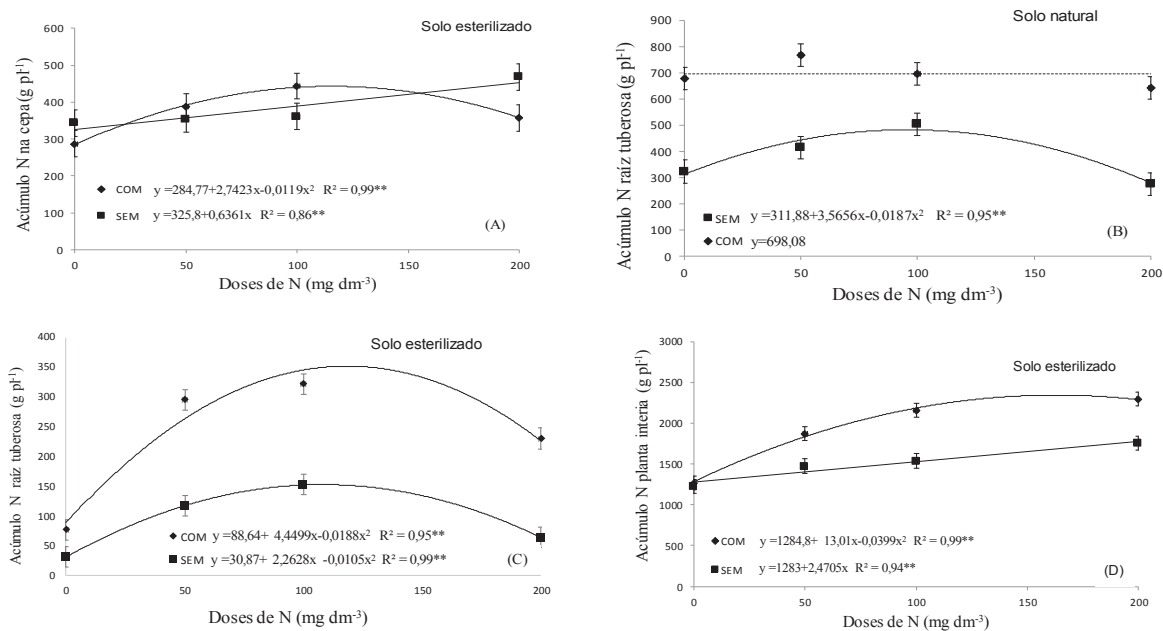 Solo esterilizado
600
500
400
300
200
100
0
Acúmulo N na cepa (g pl-1)
COM y =284,77+2,7423x-0,0119x² R² = 0,99**
SEM y =325,8+0,6361x R² = 0,86**
(A)
0 50 100 150 200
Doses de N (mg dm-3)
Solo natural
900
800
700
600
500
400
300
200
100
0
Acúmulo N raíz tuberosa (g pl-1)
SEM y =311,88+3,5656x-0,0187x² R² = 0,95**
COM y=698,08
(B)
0 50 100 150 200
Doses de N (mg dm-3)
Solo esterilizado
400
350
300
250
200
150
100
50
0
Acúmulo N raíz tuberosa (g pl-1)
COM y =88,64+ 4,4499x-0,0188x² R² = 0,95**
SEM y =30,87+ 2,2628x -0,0105x² R² = 0,99**
(C)
0 50 100 150 200
Doses de N (mg dm-3)
Solo esterilizado
3000
2500
2000
1500
1000
500
0
Acúmulo N planta interia (g pl-1)
COM y =1284,8+ 13,01x-0,0399x² R² = 0,99**
SEM y =1283+2,4705x R² = 0,94**
(D)
0 50 100 150 200
Doses de N (mg dm-3)